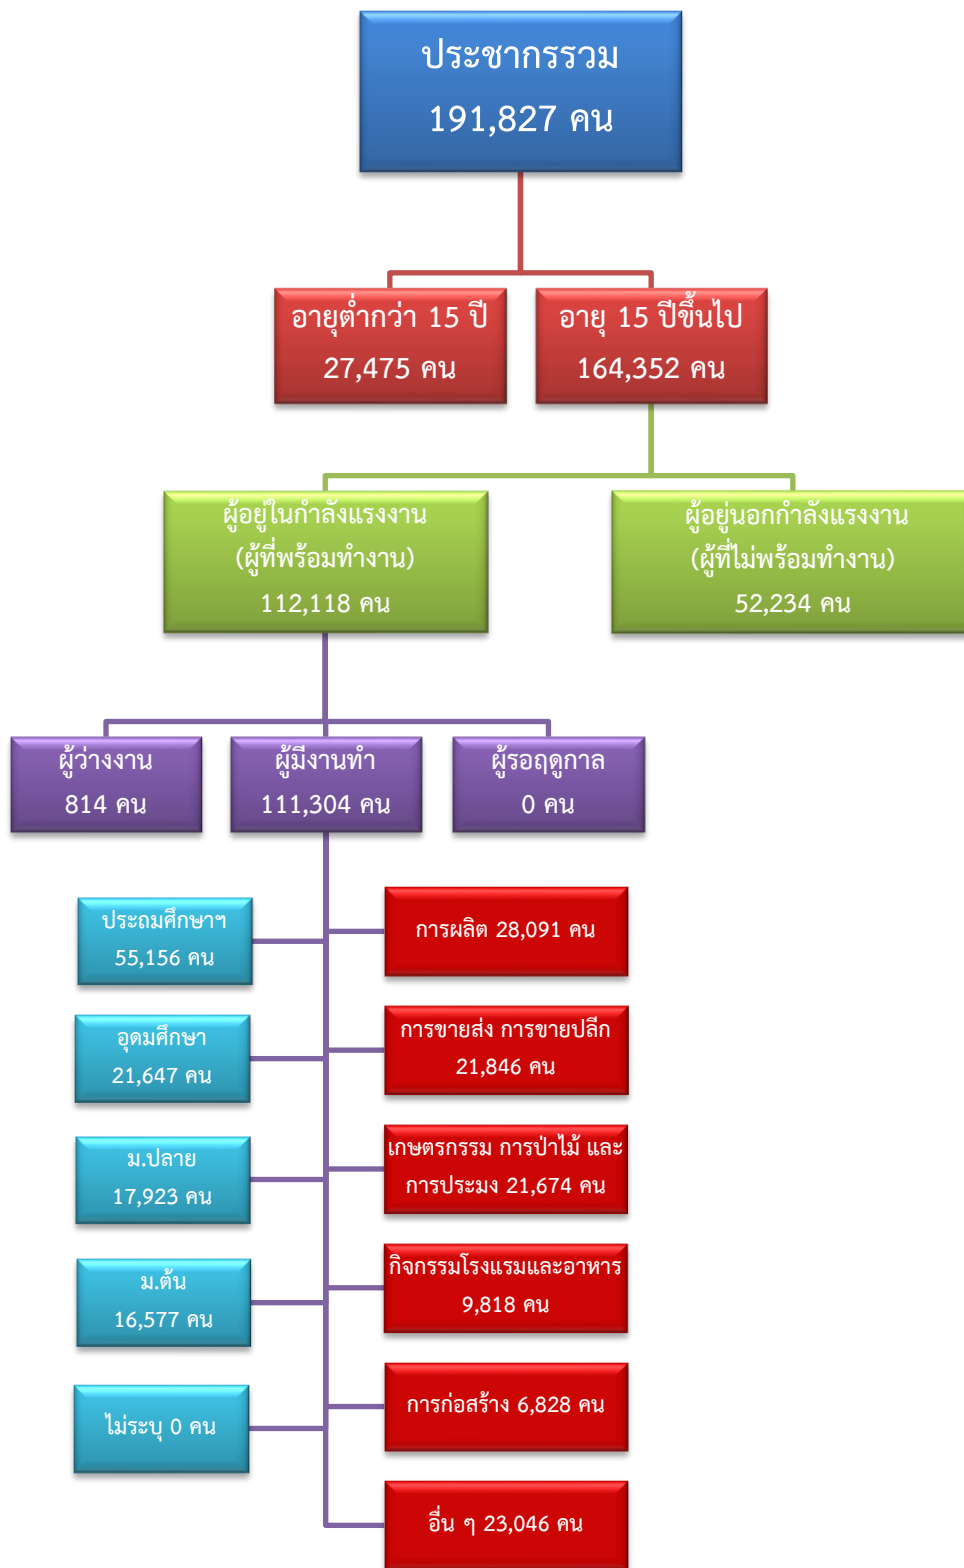 ประชากรรวม
191,827 คน
อายุต่ำกว่า 15 ปี
27,475 คน
อายุ 15 ปีขึ้นไป
164,352 คน
ผู้อยู่ในกำลังแรงงาน
(ผู้ที่พร้อมทำงาน)
112,118 คน
ผู้อยู่นอกกำลังแรงงาน
(ผู้ที่ไม่พร้อมทำงาน)
52,234 คน
ผู้ว่างงาน
814 คน
ผู้มีงานทำ
111,304 คน
ผู้รอฤดูกาล
0 คน
ประถมศึกษาฯ
55,156 คน
อุดมศึกษา
21,647 คน
ม.ปลาย
17,923 คน
ม.ต้น
16,577 คน
ไม่ระบุ 0 คน
การผลิต 28,091 คน
การขายส่ง การขายปลีก
21,846 คน
เกษตรกรรม การป่าไม้ และ
การประมง 21,674 คน
กิจกรรมโรงแรมและอาหาร
9,818 คน
การก่อสร้าง 6,828 คน
อื่น ๆ 23,046 คน